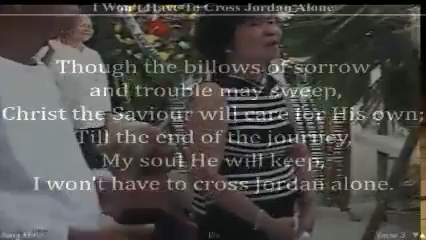 I Won't Have To Cross Jordan Alone
Though the billows of sorrow
and trouble may sweep,
Christ the Saviour will care for His own;
Till the end of the journey,
My soul He will keep,
I won't have to cross Jordan alone.
Verse 3